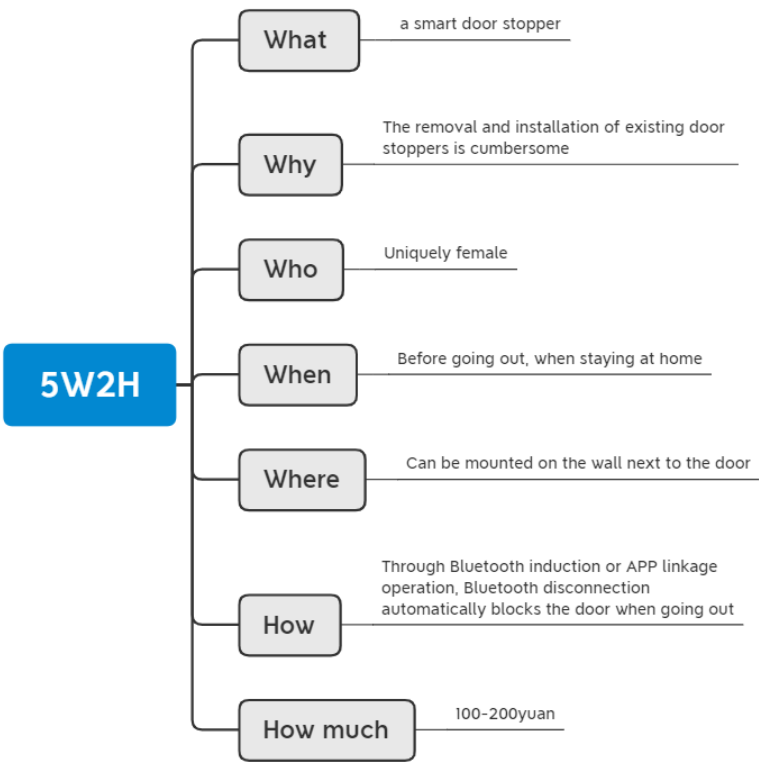 What
a smart door stopper
The removal and installation of existing door
stoppers is cumbersome
Why
Who
Uniquely female
5W2H
When
Before going out, when staying at home
Where
Can be mounted on the wall next to the door
Through Bluetooth induction or APP linkage
operation, Bluetooth disconnection
automatically blocks the door when going out
How
How much
100-200yuan